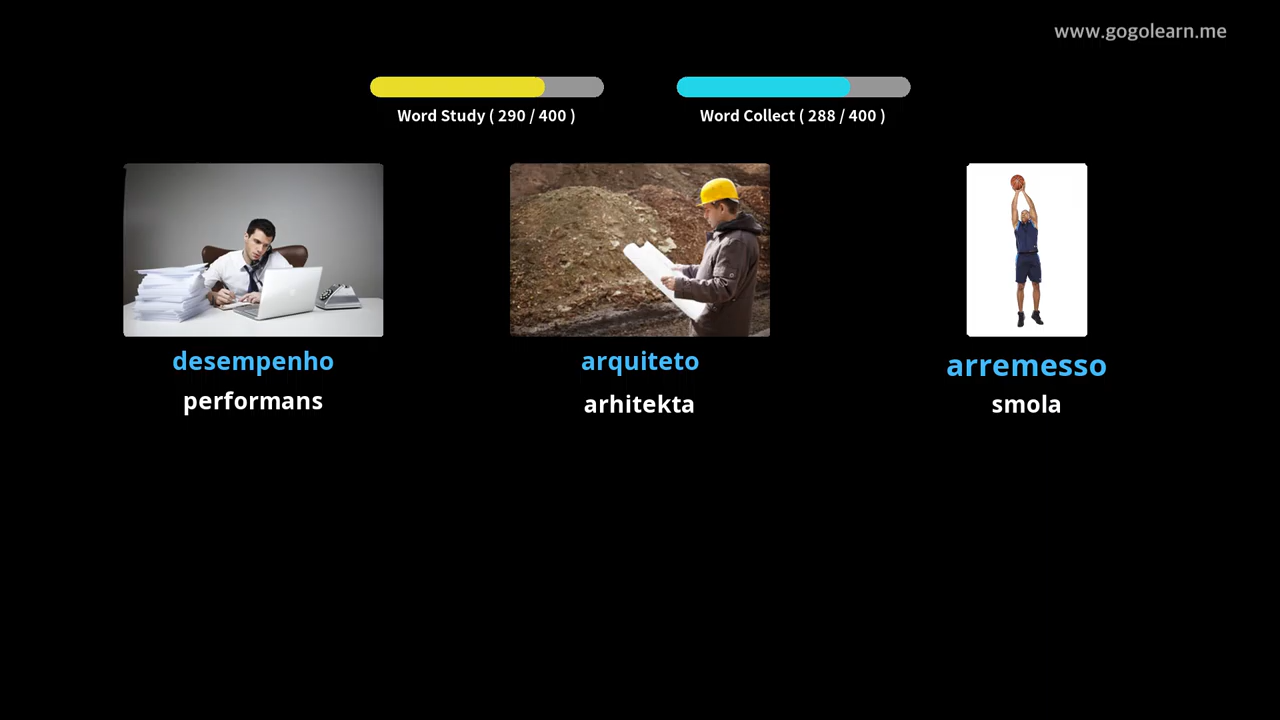 www.gogolearn.me
Word Study ( 290 / 400 )
Word Collect ( 288 / 400 )
desempenho
performans
arquiteto
arhitekta
arremesso
smola